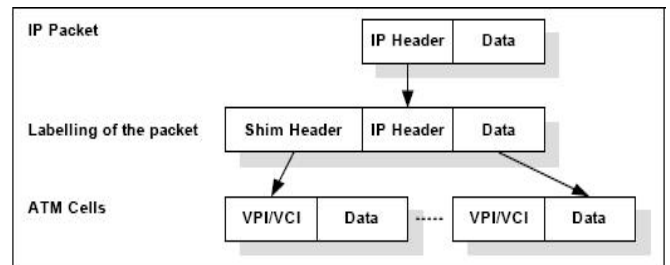 IP Packet
IP Header Data
Labelling of the packet
Shim Header IP Header Data
ATM Cells
VPI/VCI Data VPI/VCI Data